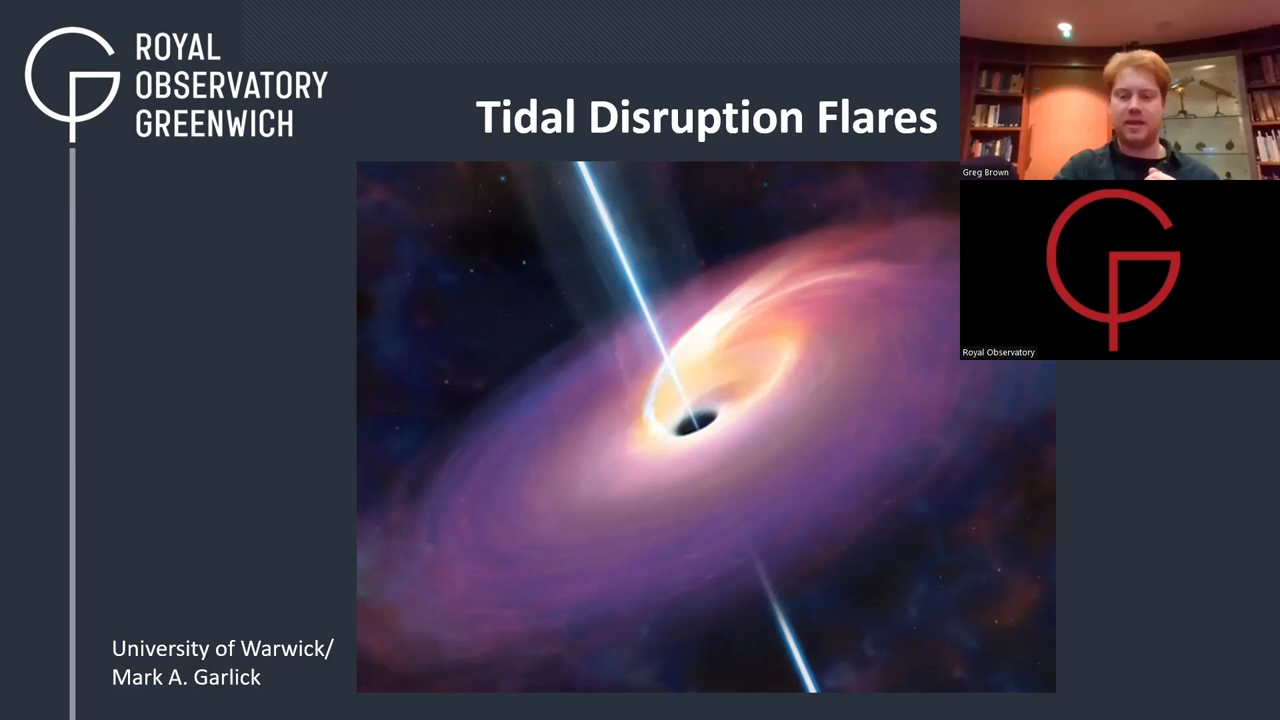 ROYAL
OBSERVATORY
GREENWICH
Tidal Disruption Flares
Greg Brown
Royal Observatory
University of Warwick/
Mark A. Garlick